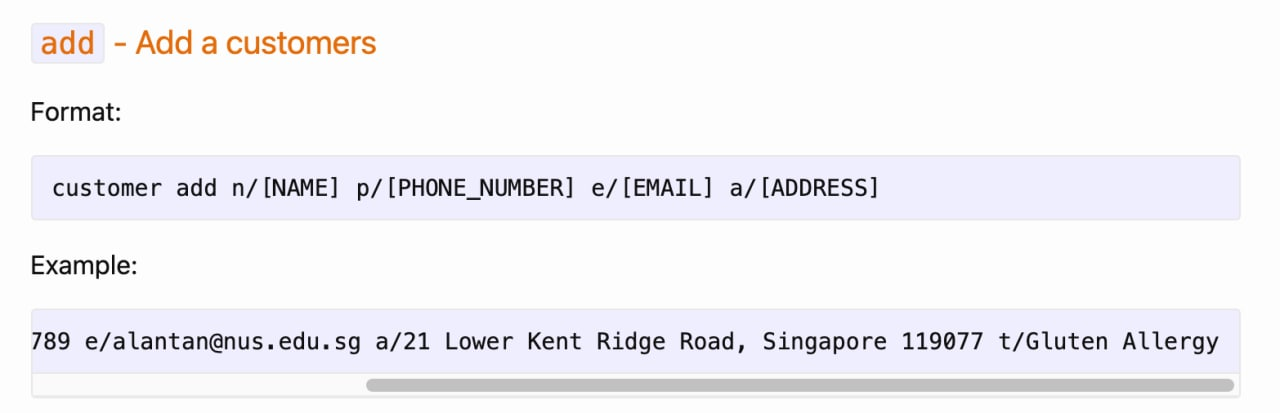 add - Add a customers
Format:
customer add n/[NAME] p/[PHONE_NUMBER] e/[EMAIL] a/[ADDRESS]
Example:
789 e/alantan@nus.edu.sg a/21 Lower Kent Ridge Road, Singapore 119077 t/Gluten Allergy